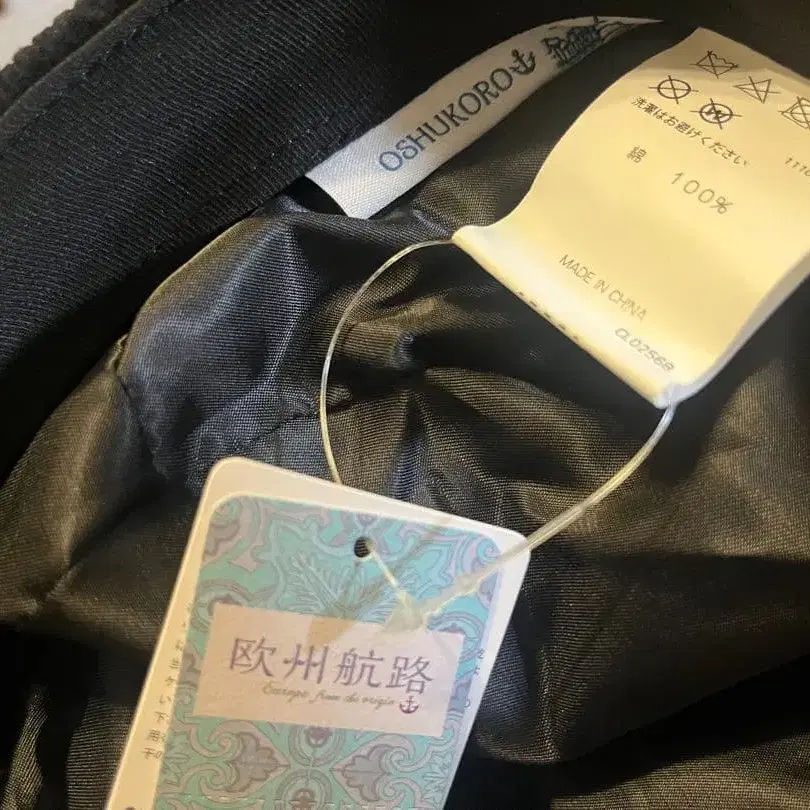 OSHUKORO
洗濯はお避けください
綿 100%
MADE IN CHINA
CL02568
欧州航路
Europe from the origin